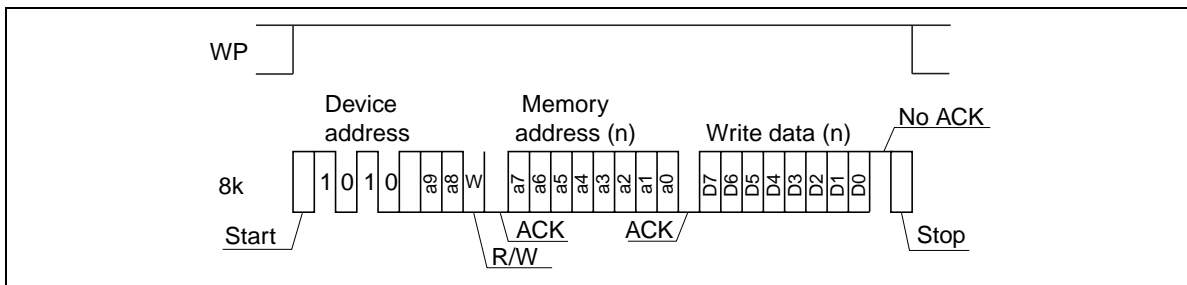 WP
Device address
Memory address (n)
Write data (n)
No ACK
8k
1 0 1 0 a9 a8 W a7 a6 a5 a4 a3 a2 a1 a0 D7 D6 D5 D4 D3 D2 D1 D0
Start
ACK
ACK
Stop
R/W